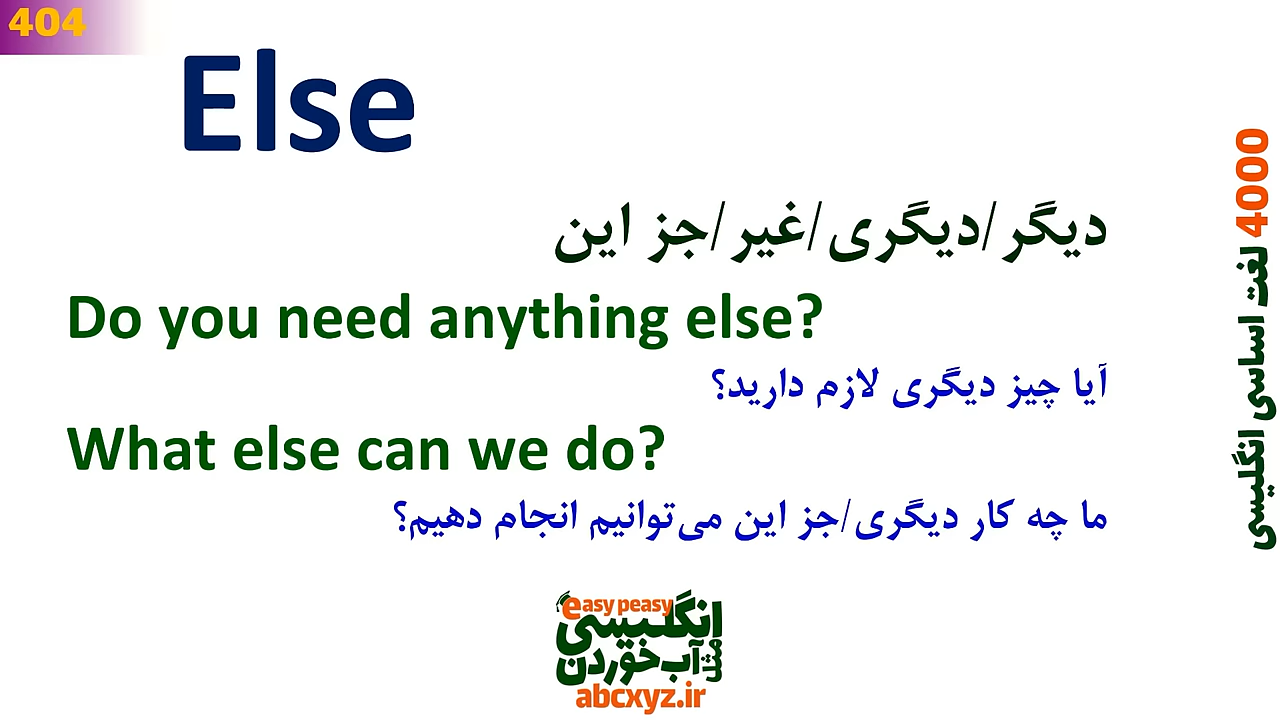 404
Else
دیگر/دیگری/غیر/جز این
Do you need anything else?
آیا چیز دیگری لازم دارید؟
What else can we do?
ما چه کار دیگری/جز این می‌توانیم انجام دهیم؟
4000 لغت اساسی انگلیسی
easy peasy
انگلیسی
مثل آب خوردن
abcxyz.ir